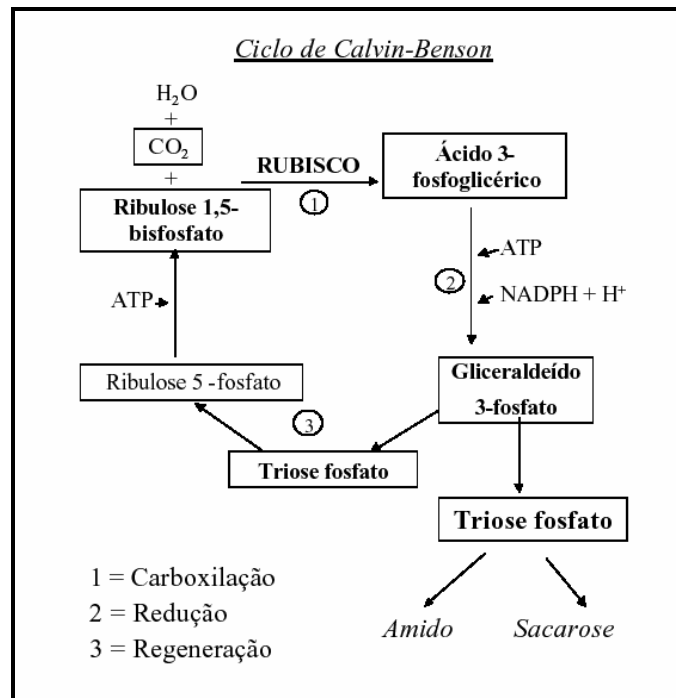 Ciclo de Calvin-Benson
H₂O
+
CO₂
+
Ribulose 1,5-
bisfosfato
RUBISCO
1
Ácido 3-
fosfoglicérico
ATP
2
NADPH + H⁺
ATP
Ribulose 5 -fosfato
3
Gliceraldeído
3-fosfato
Triose fosfato
Triose fosfato
Amido
Sacarose
1 = Carboxilação
2 = Redução
3 = Regeneração